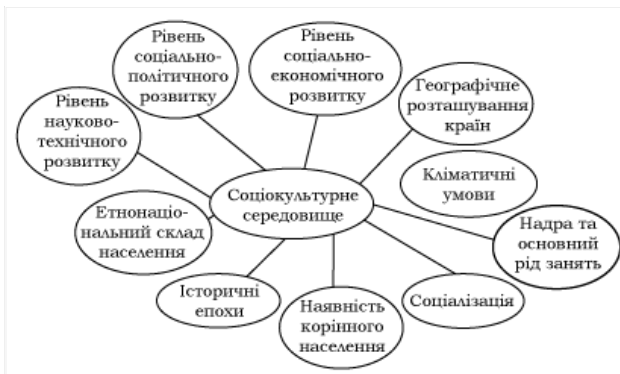 Рівень
соціально-
політичного
розвитку
Рівень
соціально-
економічного
розвитку
Географічне
розташування
країн
Рівень
науково-
технічного
розвитку
Кліматичні
умови
Соціокультурне
середовище
Етнонаціо-
нальний склад
населення
Надра та
основний
рід занять
Історичні
епохи
Наявність
корінного
населення
Соціалізація